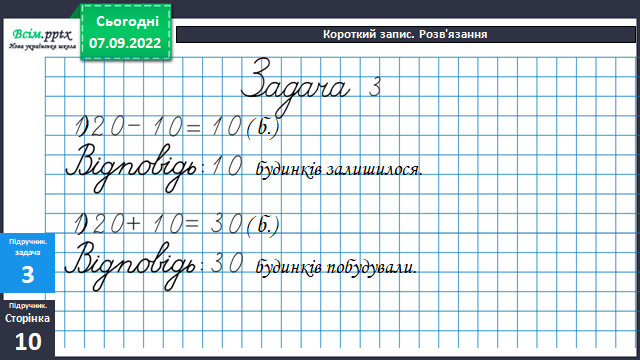 Всім.pptx
Нова українська школа
Сьогодні
07.09.2022
Короткий запис. Розв'язання
Задача 3
1) 20 - 10 = 10 ( б.)
Відповідь: 10 будинків залишилося.
1) 20 + 10 = 30 ( б.)
Відповідь: 30 будинків побудували.
Підручник.
задача
3
Підручник.
Сторінка
10